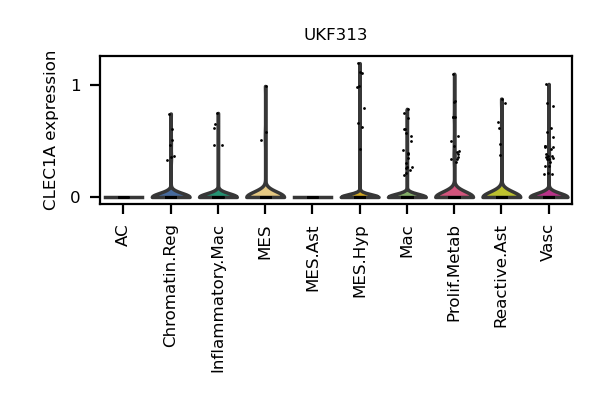 UKF313
CLEC1A expression
1
0
AC
Chromatin.Reg
Inflammatory.Mac
MES
MES.Ast
MES.Hyp
Mac
Prolif.Metab
Reactive.Ast
Vasc